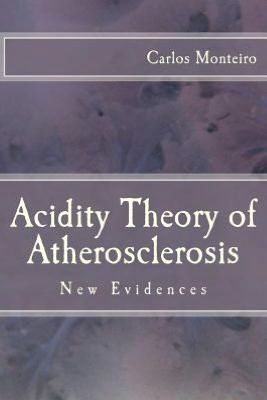 Carlos Monteiro
Acidity Theory of
Atherosclerosis
New Evidences